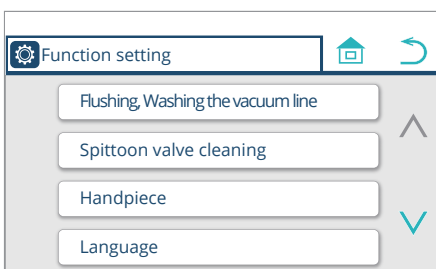 Function setting
Flushing, Washing the vacuum line
Spittoon valve cleaning
Handpiece
Language